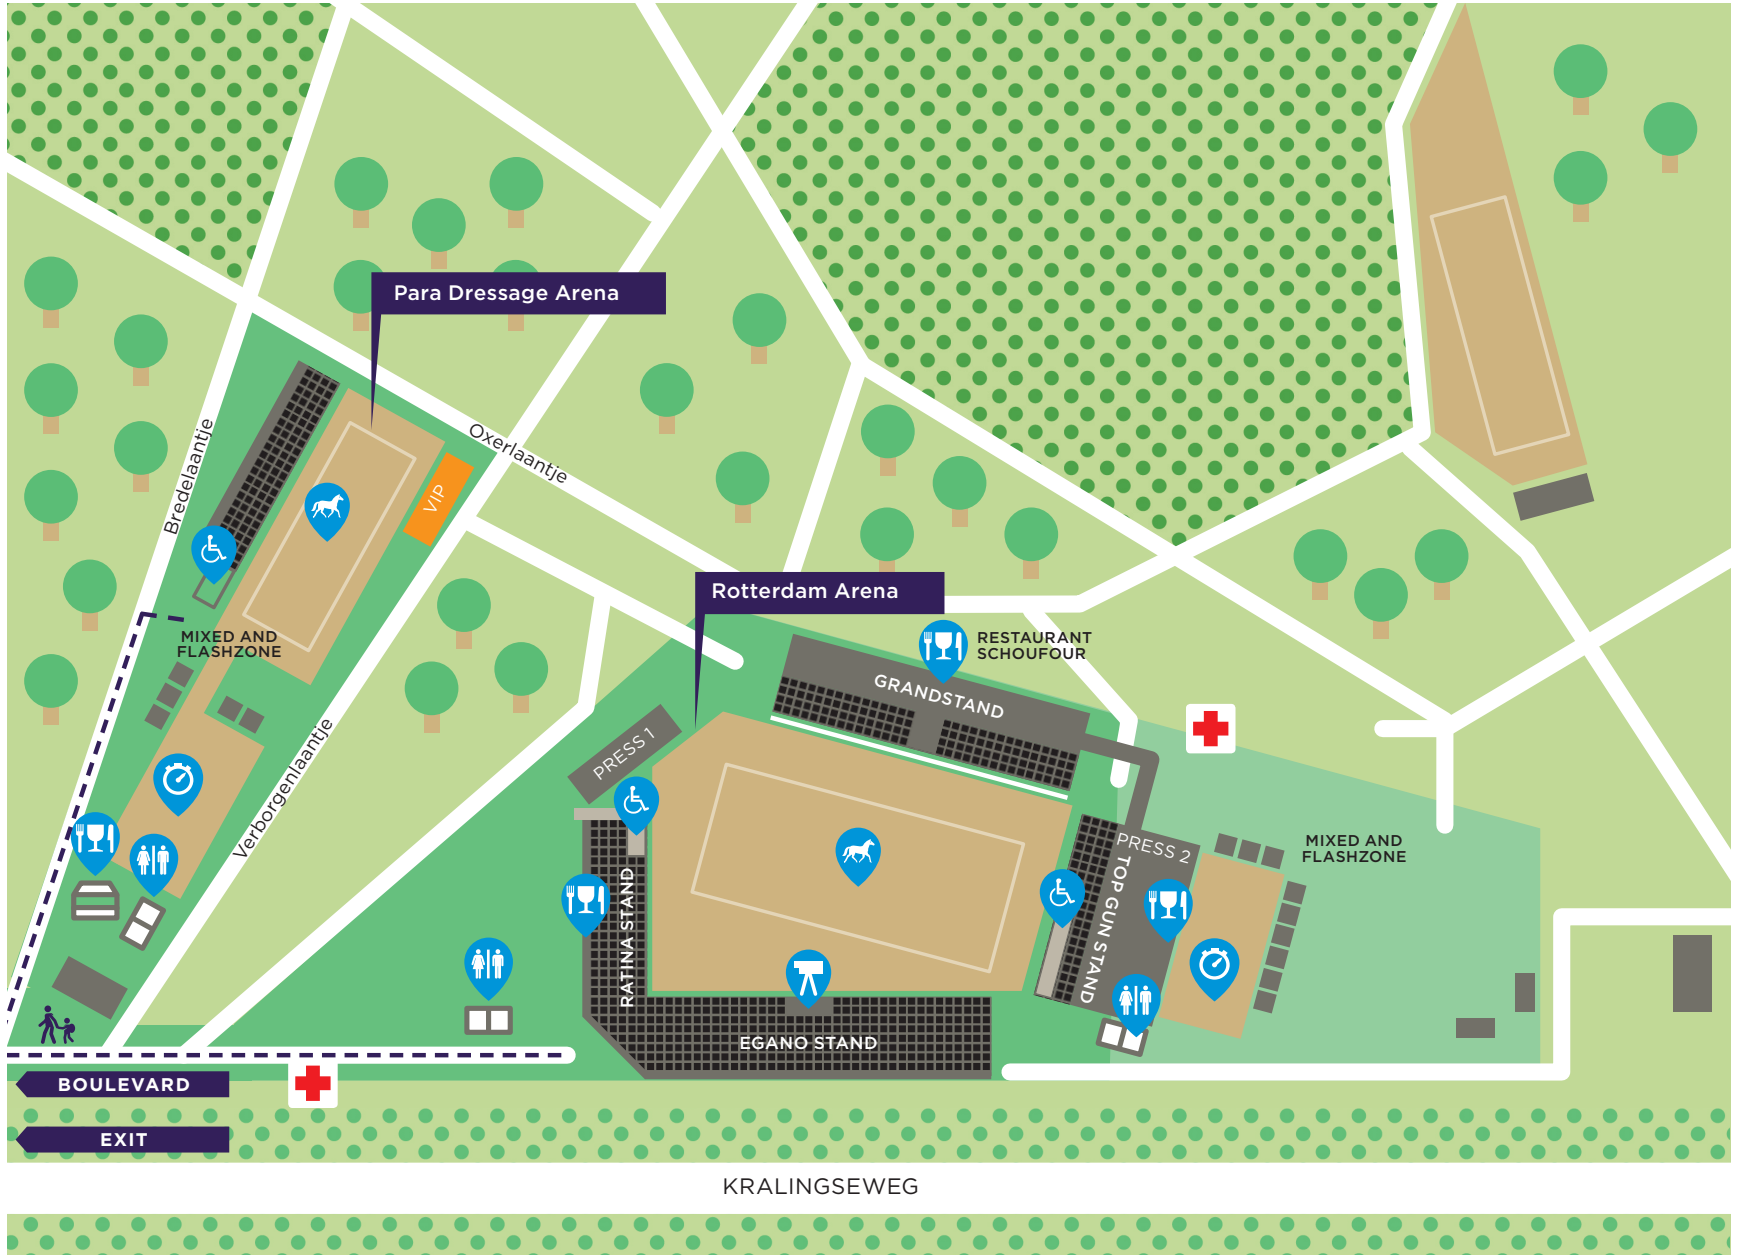 Para Dressage Arena
Bredelaantje
Oxerlaantje
VIP
Rotterdam Arena
MIXED AND
FLASHZONE
RESTAURANT
SCHOUFOUR
GRANDSTAND
PRESS 1
Verborgenlaantje
PRESS 2
MIXED AND
FLASHZONE
RATINA STAND
TOP GUN STAND
EGANO STAND
BOULEVARD
EXIT
KRALINGSEWEG